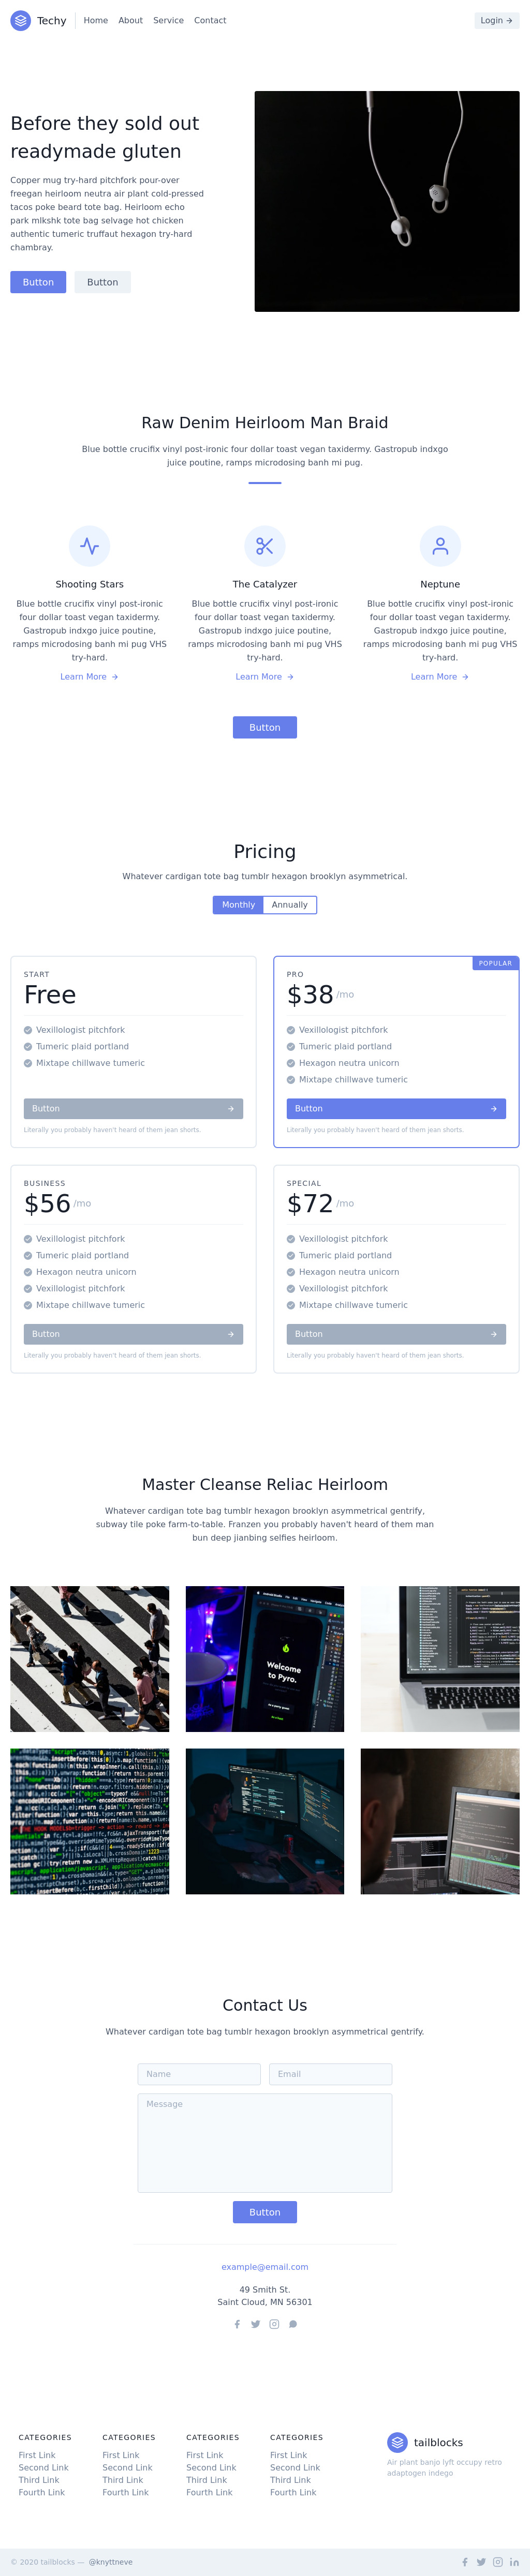 Techy
Home
About
Service
Contact
Login
Before they sold out
readymade gluten
Copper mug try-hard pitchfork pour-over
freegan heirloom neutra air plant cold-pressed
tacos poke beard tote bag. Heirloom echo
park mlkshk tote bag selvage hot chicken
authentic tumeric truffaut hexagon try-hard
chambray.
Button
Button
Raw Denim Heirloom Man Braid
Blue bottle crucifix vinyl post-ironic four dollar toast vegan taxidermy. Gastropub indxgo
juice poutine, ramps microdosing banh mi pug.
Shooting Stars
Blue bottle crucifix vinyl post-ironic
four dollar toast vegan taxidermy.
Gastropub indxgo juice poutine,
ramps microdosing banh mi pug VHS
try-hard.
Learn More
The Catalyzer
Blue bottle crucifix vinyl post-ironic
four dollar toast vegan taxidermy.
Gastropub indxgo juice poutine,
ramps microdosing banh mi pug VHS
try-hard.
Learn More
Neptune
Blue bottle crucifix vinyl post-ironic
four dollar toast vegan taxidermy.
Gastropub indxgo juice poutine,
ramps microdosing banh mi pug VHS
try-hard.
Learn More
Button
Pricing
Whatever cardigan tote bag tumblr hexagon brooklyn asymmetrical.
Monthly
Annually
START
Free
Vexillologist pitchfork
Tumeric plaid portland
Mixtape chillwave tumeric
Button
Literally you probably haven't heard of them jean shorts.
POPULAR
PRO
$38 /mo
Vexillologist pitchfork
Tumeric plaid portland
Hexagon neutra unicorn
Mixtape chillwave tumeric
Button
Literally you probably haven't heard of them jean shorts.
BUSINESS
$56 /mo
Vexillologist pitchfork
Tumeric plaid portland
Hexagon neutra unicorn
Vexillologist pitchfork
Mixtape chillwave tumeric
Button
Literally you probably haven't heard of them jean shorts.
SPECIAL
$72 /mo
Vexillologist pitchfork
Tumeric plaid portland
Hexagon neutra unicorn
Vexillologist pitchfork
Mixtape chillwave tumeric
Button
Literally you probably haven't heard of them jean shorts.
Master Cleanse Reliac Heirloom
Whatever cardigan tote bag tumblr hexagon brooklyn asymmetrical gentrify,
subway tile poke farm-to-table. Franzen you probably haven't heard of them man
bun deep jianbing selfies heirloom.
Welcome
to Pyro.
Contact Us
Whatever cardigan tote bag tumblr hexagon brooklyn asymmetrical gentrify.
Name
Email
Message
Button
example@email.com
49 Smith St.
Saint Cloud, MN 56301
CATEGORIES
First Link
Second Link
Third Link
Fourth Link
CATEGORIES
First Link
Second Link
Third Link
Fourth Link
CATEGORIES
First Link
Second Link
Third Link
Fourth Link
CATEGORIES
First Link
Second Link
Third Link
Fourth Link
tailblocks
Air plant banjo lyft occupy retro
adaptogen indego
© 2020 tailblocks — @knyttneve